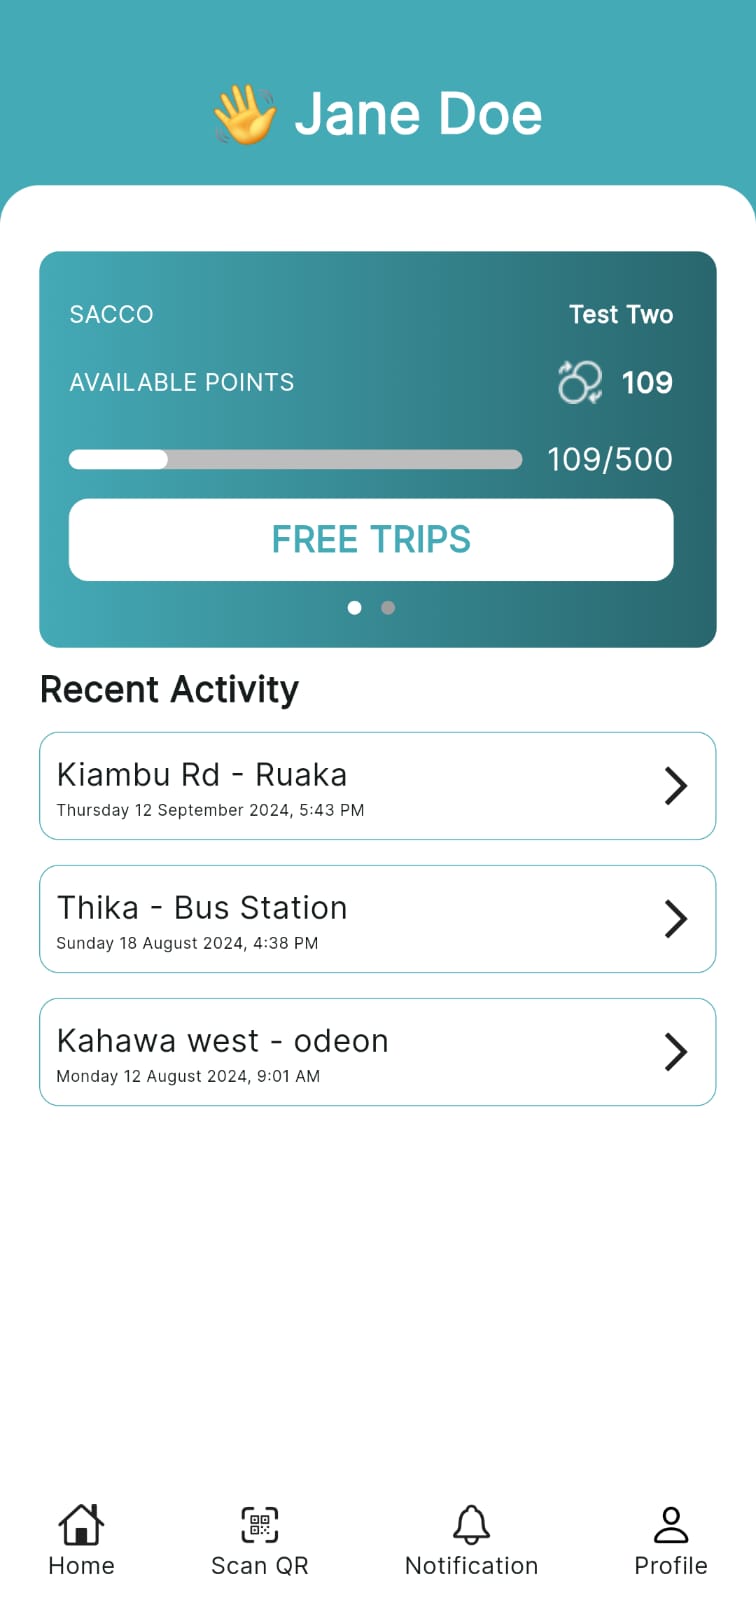 👋 Jane Doe
SACCO Test Two
AVAILABLE POINTS 109
109/500
FREE TRIPS
Recent Activity
Kiambu Rd - Ruaka
Thursday 12 September 2024, 5:43 PM
Thika - Bus Station
Sunday 18 August 2024, 4:38 PM
Kahawa west - odeon
Monday 12 August 2024, 9:01 AM
Home Scan QR Notification Profile